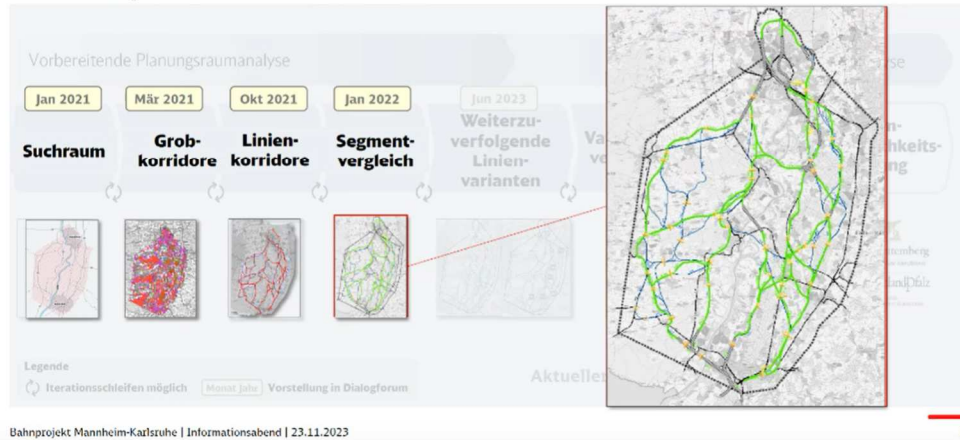 Vorbereitende Planungsraumanalyse
Jan 2021
Mär 2021
Okt 2021
Jan 2022
Jun 2023
Suchraum
Grob-
korridore
Linien-
korridore
Segment-
vergleich
Weiterzu-
verfolgende
Linien-
varianten
Legende
Iterationsschleifen möglich
Monat Jahr
Vorstellung in Dialogforum
Aktueller
Bahnprojekt Mannheim-Karlsruhe | Informationsabend | 23.11.2023